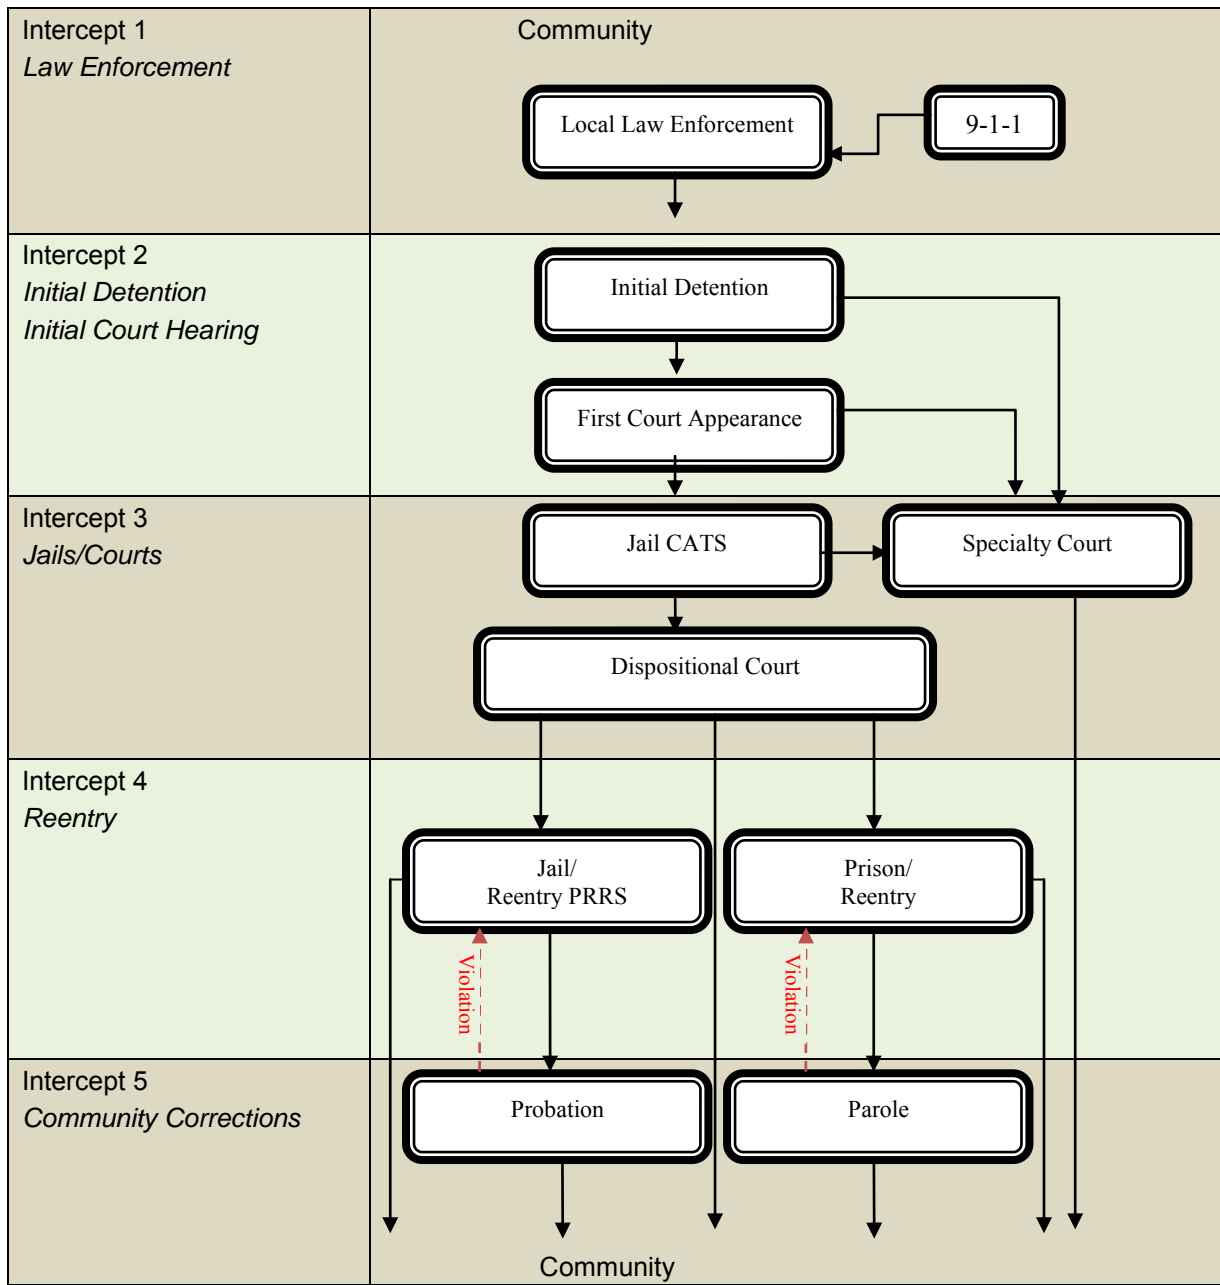 Intercept 1
Law Enforcement
Community
Local Law Enforcement
9-1-1
Intercept 2
Initial Detention
Initial Court Hearing
Initial Detention
First Court Appearance
Intercept 3
Jails/Courts
Jail CATS
Specialty Court
Dispositional Court
Intercept 4
Reentry
Jail/
Reentry PRRS
Prison/
Reentry
Violation
Violation
Intercept 5
Community Corrections
Probation
Parole
Community